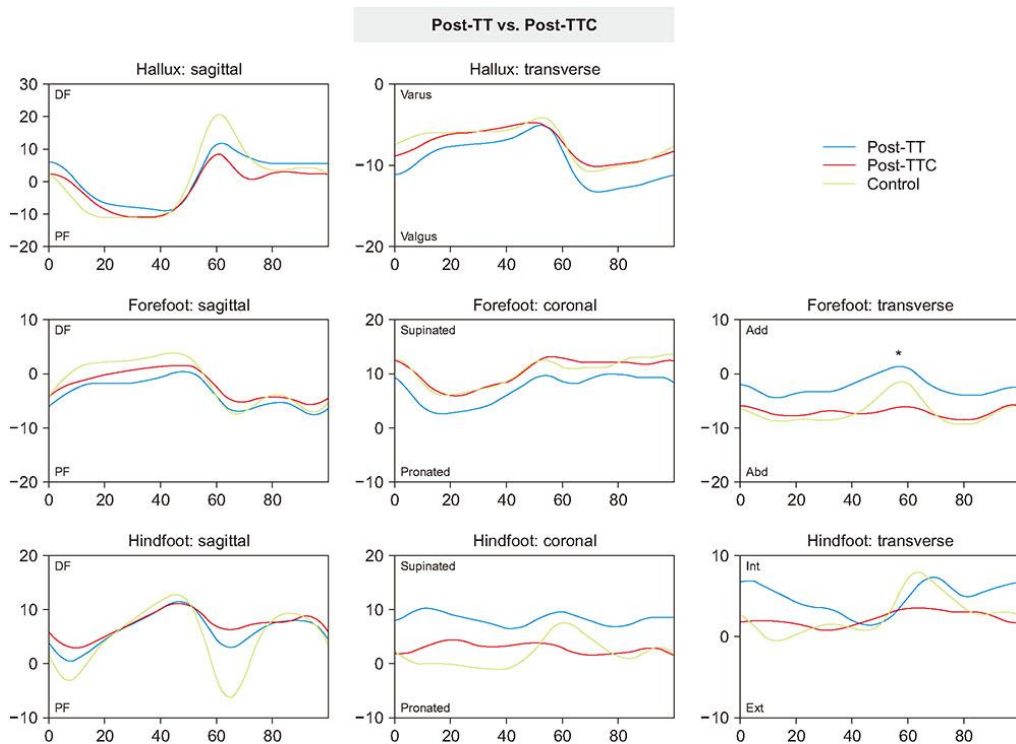 Post-TT vs. Post-TTC
Hallux: sagittal
30
20
10
0
−10
−20
DF
PF
0 20 40 60 80
Hallux: transverse
0
−10
−20
Varus
Valgus
0 20 40 60 80
Post-TT
Post-TTC
Control
Forefoot: sagittal
10
0
−10
−20
DF
PF
0 20 40 60 80
Forefoot: coronal
20
10
0
−10
Supinated
Pronated
0 20 40 60 80
Forefoot: transverse
10
0
−10
−20
Add
*
Abd
0 20 40 60 80
Hindfoot: sagittal
20
10
0
−10
DF
PF
0 20 40 60 80
Hindfoot: coronal
20
10
0
−10
Supinated
Pronated
0 20 40 60 80
Hindfoot: transverse
10
0
−10
Int
Ext
0 20 40 60 80